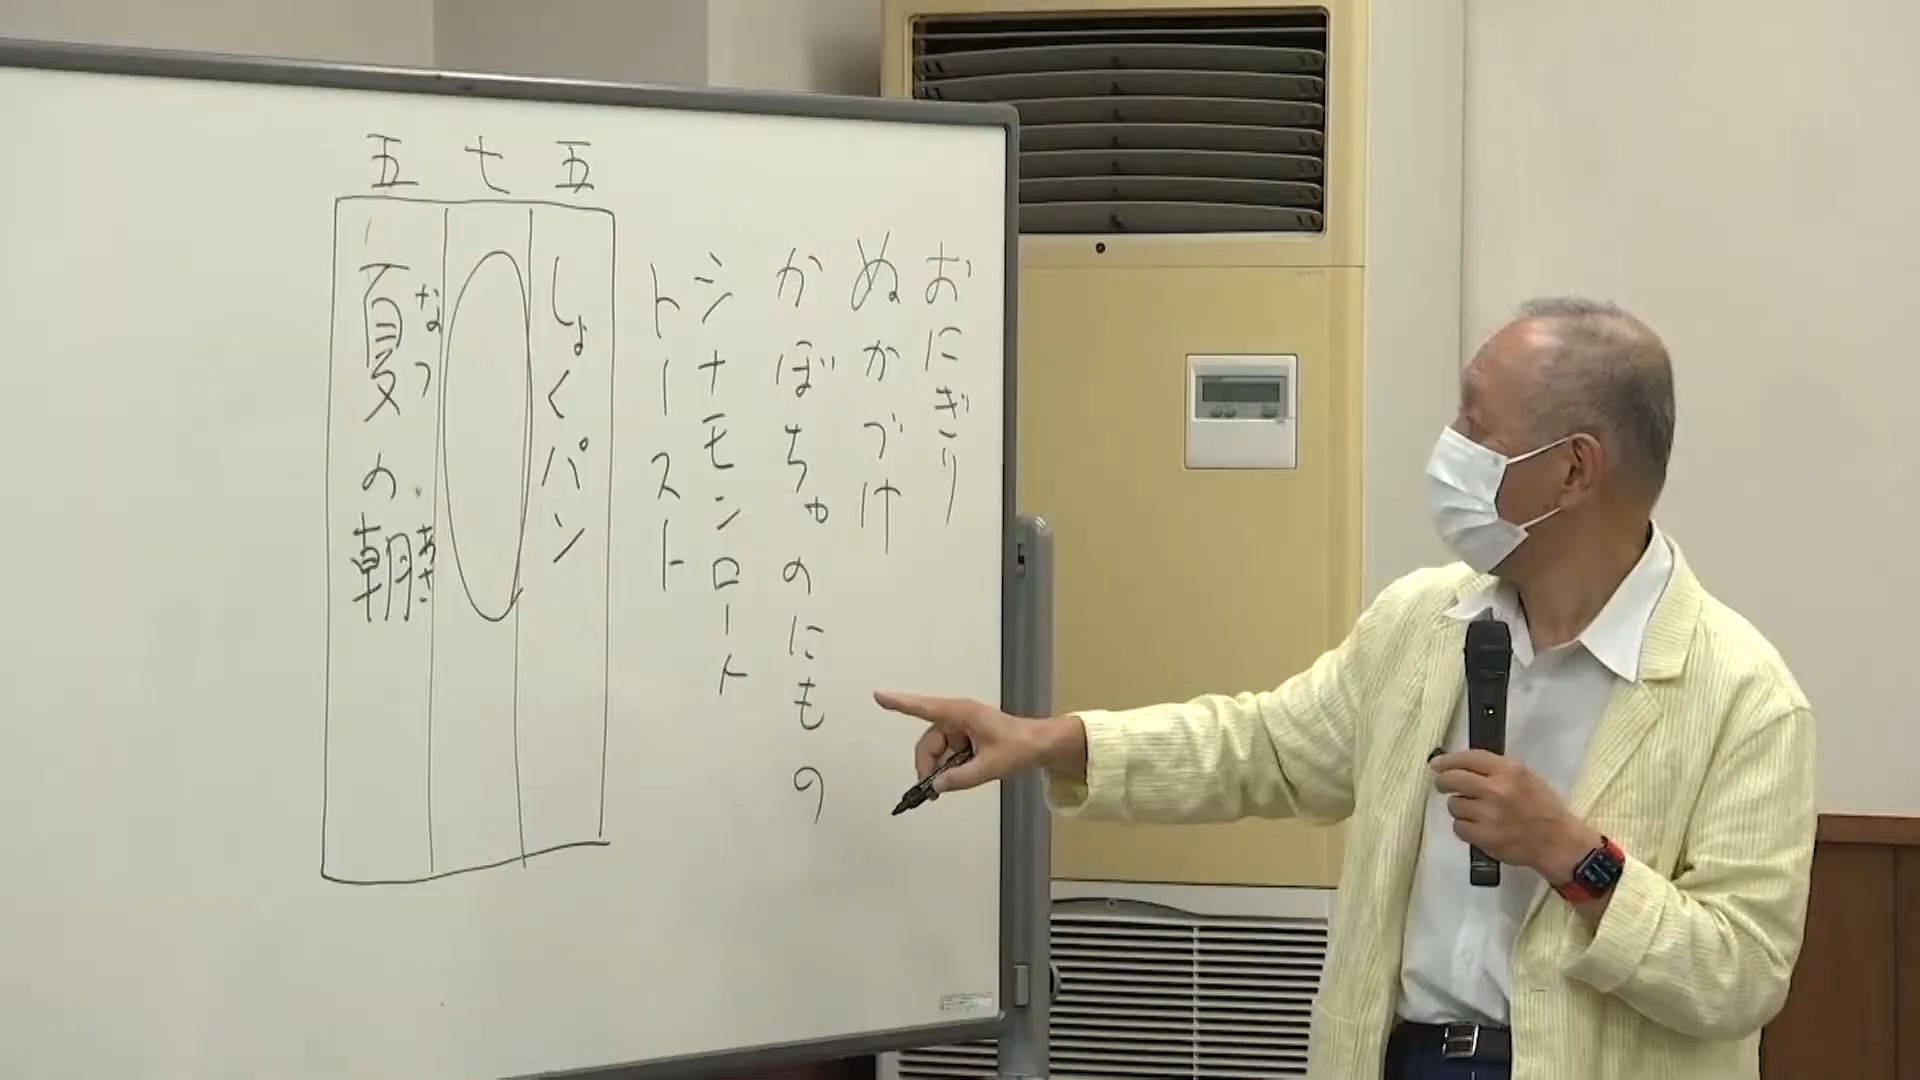 おにぎり
ぬかづけ
かぼちゃのにもの
シナモンロート
トースト
五 七 五
しょくパン
なつ あさ
夏の朝